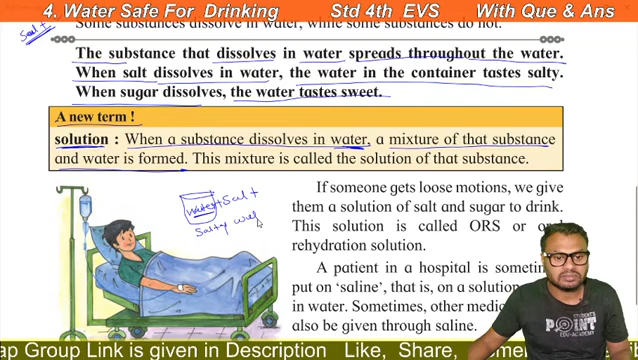 4. Water Safe For Drinking Std 4th EVS With Que & Ans
Some substances dissolve in water, while some substances do not.
Salt
The substance that dissolves in water spreads throughout the water.
When salt dissolves in water, the water in the container tastes salty.
When sugar dissolves, the water tastes sweet.
A new term !
solution : When a substance dissolves in water, a mixture of that substance
and water is formed. This mixture is called the solution of that substance.
water + Salt
Salty
If someone gets loose motions, we give
them a solution of salt and sugar to drink.
This solution is called ORS or
rehydration solution.
A patient in a hospital is
put on ‘saline’, that is, on a solution
in water. Sometimes, other
also be given through saline.
STUDENTS
POINT
Group Link is given in Description Like, Share,